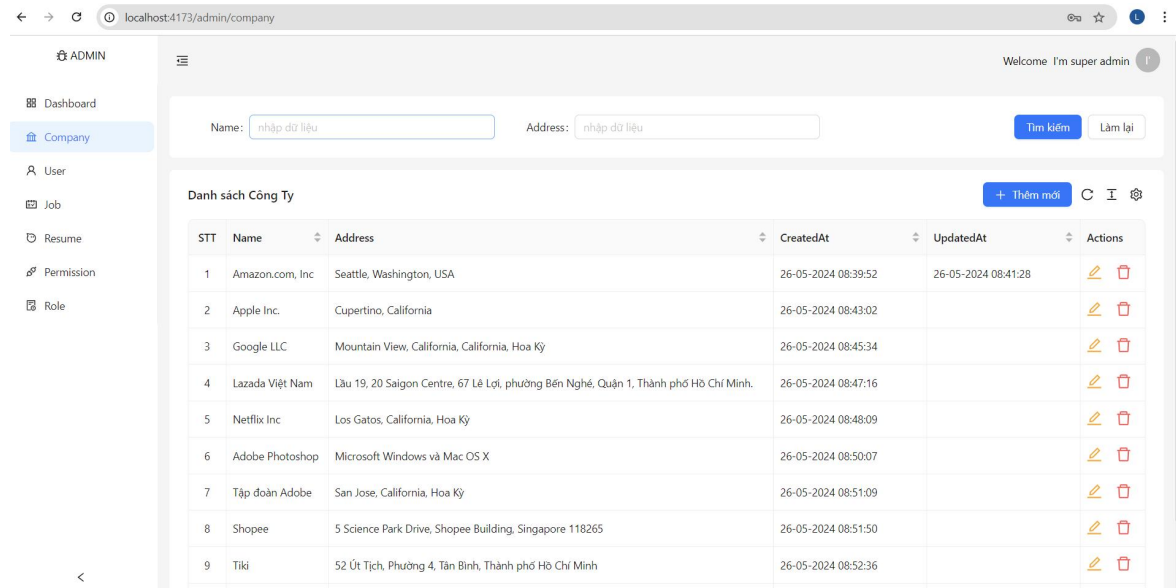 localhost:4173/admin/company
L
ADMIN
Welcome I'm super admin
I'
Dashboard
Company
User
Job
Resume
Permission
Role
Name: nhập dữ liệu Address: nhập dữ liệu Tìm kiếm Làm lại
Danh sách Công Ty + Thêm mới
STT Name Address CreatedAt UpdatedAt Actions
1 Amazon.com, Inc Seattle, Washington, USA 26-05-2024 08:39:52 26-05-2024 08:41:28
2 Apple Inc. Cupertino, California 26-05-2024 08:43:02
3 Google LLC Mountain View, California, California, Hoa Kỳ 26-05-2024 08:45:34
4 Lazada Việt Nam Lầu 19, 20 Saigon Centre, 67 Lê Lợi, phường Bến Nghé, Quận 1, Thành phố Hồ Chí Minh. 26-05-2024 08:47:16
5 Netflix Inc Los Gatos, California, Hoa Kỳ 26-05-2024 08:48:09
6 Adobe Photoshop Microsoft Windows và Mac OS X 26-05-2024 08:50:07
7 Tập đoàn Adobe San Jose, California, Hoa Kỳ 26-05-2024 08:51:09
8 Shopee 5 Science Park Drive, Shopee Building, Singapore 118265 26-05-2024 08:51:50
9 Tiki 52 Út Tịch, Phường 4, Tân Bình, Thành phố Hồ Chí Minh 26-05-2024 08:52:36